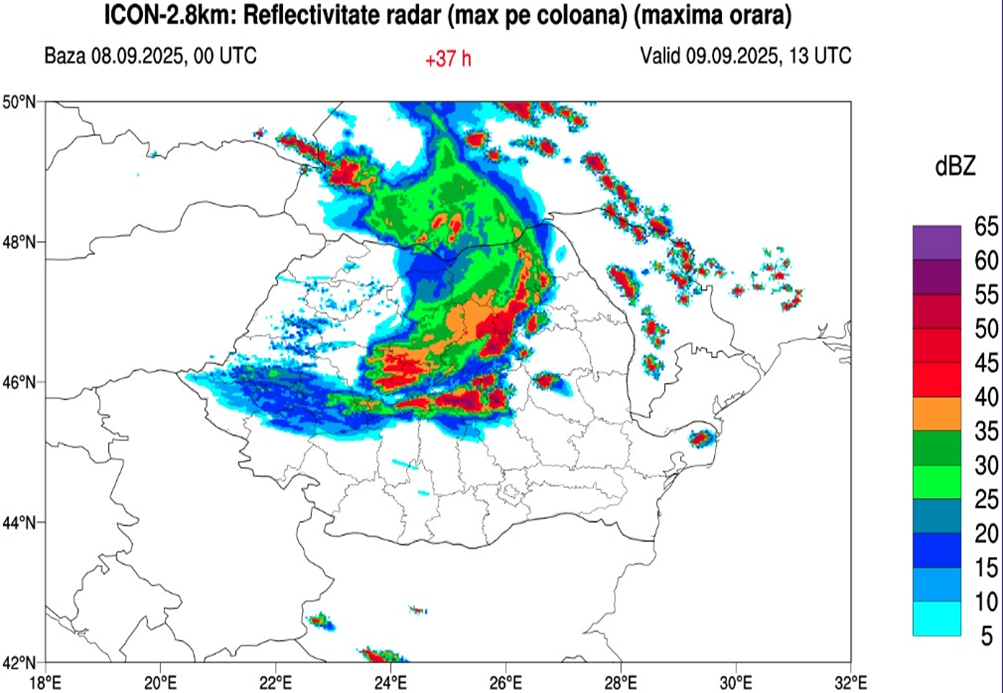 ICON-2.8km: Reflectivitate radar (max pe coloana) (maxima orara)
Baza 08.09.2025, 00 UTC +37 h Valid 09.09.2025, 13 UTC
50°N
48°N
46°N
44°N
42°N
18°E 20°E 22°E 24°E 26°E 28°E 30°E 32°E
dBZ
65
60
55
50
45
40
35
30
25
20
15
10
5